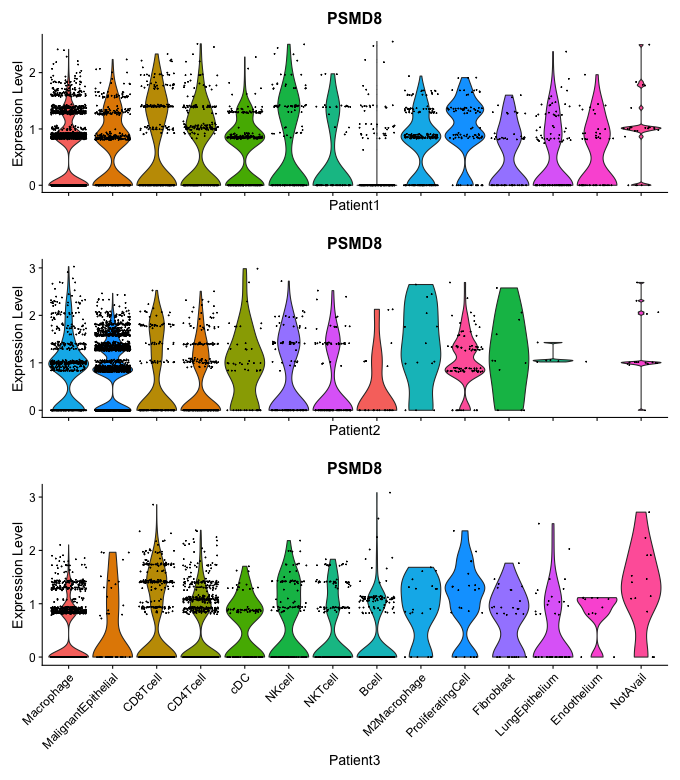 PSMD8
Expression Level
2
1
0
Patient1
PSMD8
Expression Level
3
2
1
0
Patient2
PSMD8
Expression Level
3
2
1
0
Macrophage
MalignantEpithelial
CD8Tcell
CD4Tcell
cDC
NKcell
NKTcell
Bcell
M2Macrophage
ProliferatingCell
Fibroblast
LungEpithelium
Endothelium
NotAvail
Patient3